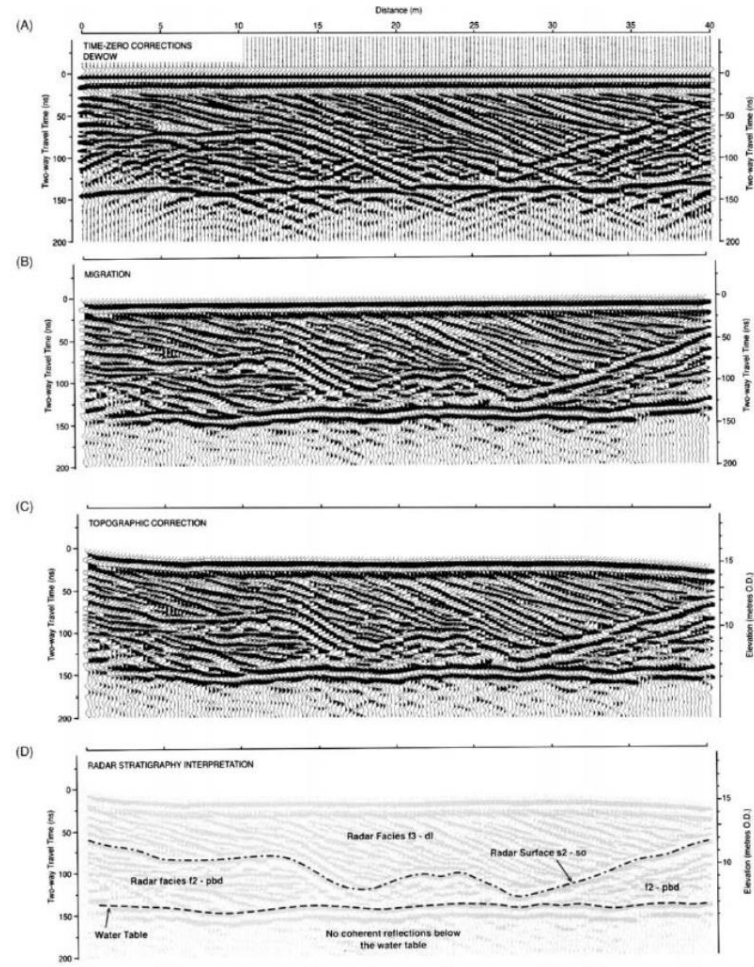 Distance (m)
(A)
0 5 10 15 20 25 30 35 40
TIME-ZERO CORRECTIONS
DEWOW
Two-way Travel Time (ns)
0
50
100
150
200
Two-way Travel Time (ns)
0
50
100
150
200
(B)
MIGRATION
Two-way Travel Time (ns)
0
50
100
150
200
Two-way Travel Time (ns)
0
50
100
150
200
(C)
TOPOGRAPHIC CORRECTION
Two-way Travel Time (ns)
0
50
100
150
200
Elevation (metres O.D.)
15
10
(D)
RADAR STRATIGRAPHY INTERPRETATION
Two-way Travel Time (ns)
0
50
100
150
200
Elevation (metres O.D.)
15
10
Radar Facies f3 - dl
Radar Surface s2 - so
Radar facies f2 - pbd
f2 - pbd
Water Table
No coherent reflections below
the water table